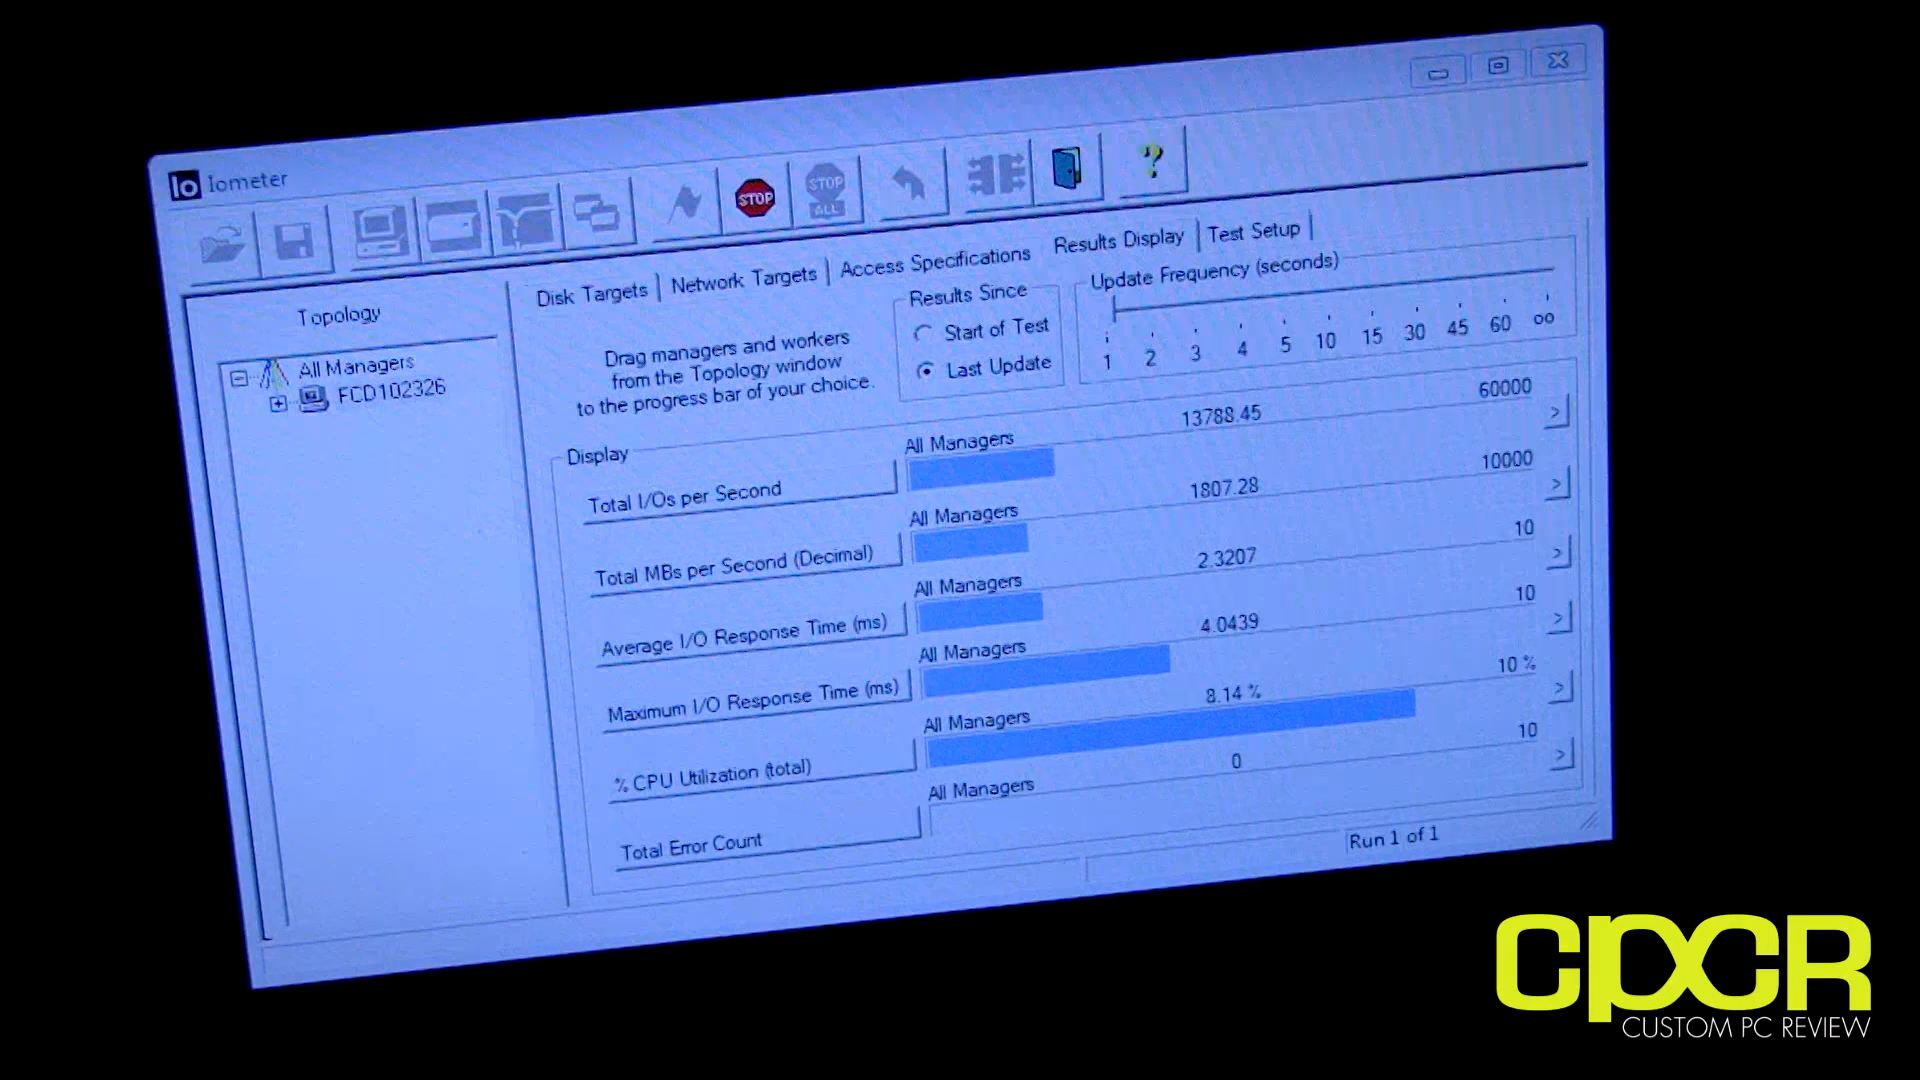 Io Iometer
STOP
STOP
ALL
?
Topology
All Managers
FCD102326
Disk Targets
Network Targets
Access Specifications
Results Display
Test Setup
Drag managers and workers
from the Topology window
to the progress bar of your choice.
Results Since
Start of Test
Last Update
Update Frequency (seconds)
1 2 3 4 5 10 15 30 45 60 oo
Display
Total I/Os per Second
All Managers
13788.45
60000
>
Total MBs per Second (Decimal)
All Managers
1807.28
10000
>
Average I/O Response Time (ms)
All Managers
2.3207
10
>
Maximum I/O Response Time (ms)
All Managers
4.0439
10
>
% CPU Utilization (total)
All Managers
8.14 %
10 %
>
Total Error Count
All Managers
0
10
>
Run 1 of 1
CPCR
CUSTOM PC REVIEW